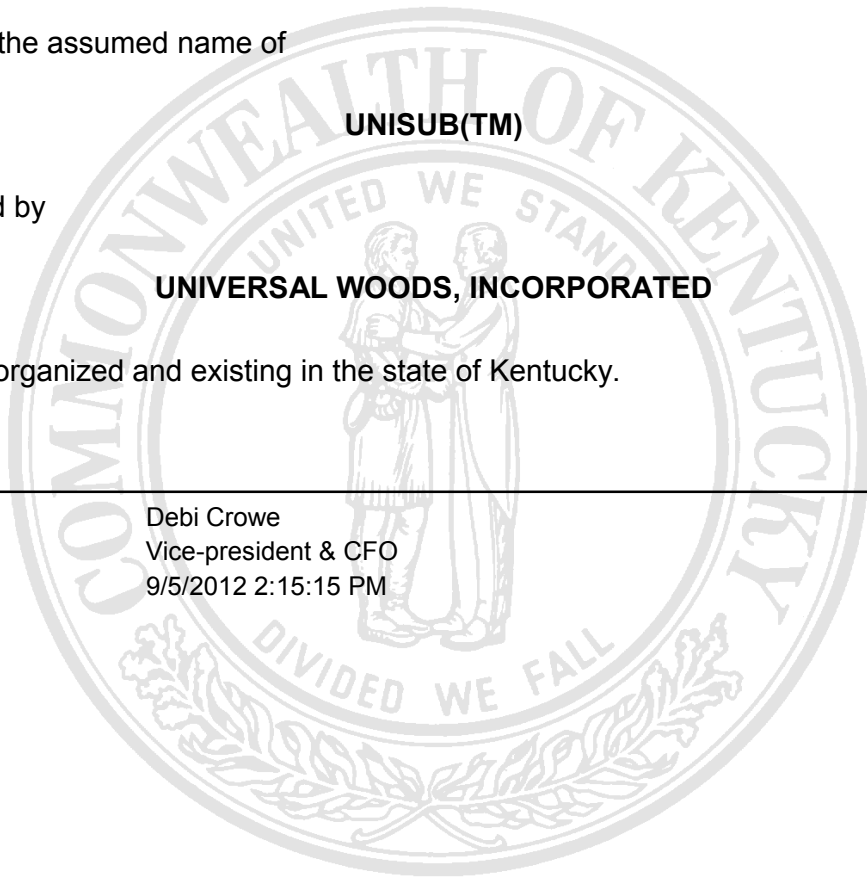 the assumed name of
UNISUB(TM)
d by
UNIVERSAL WOODS, INCORPORATED
organized and existing in the state of Kentucky.
Debi Crowe
Vice-president & CFO
9/5/2012 2:15:15 PM
COMMONWEALTH OF KENTUCKY
UNITED WE STAND
DIVIDED WE FALL